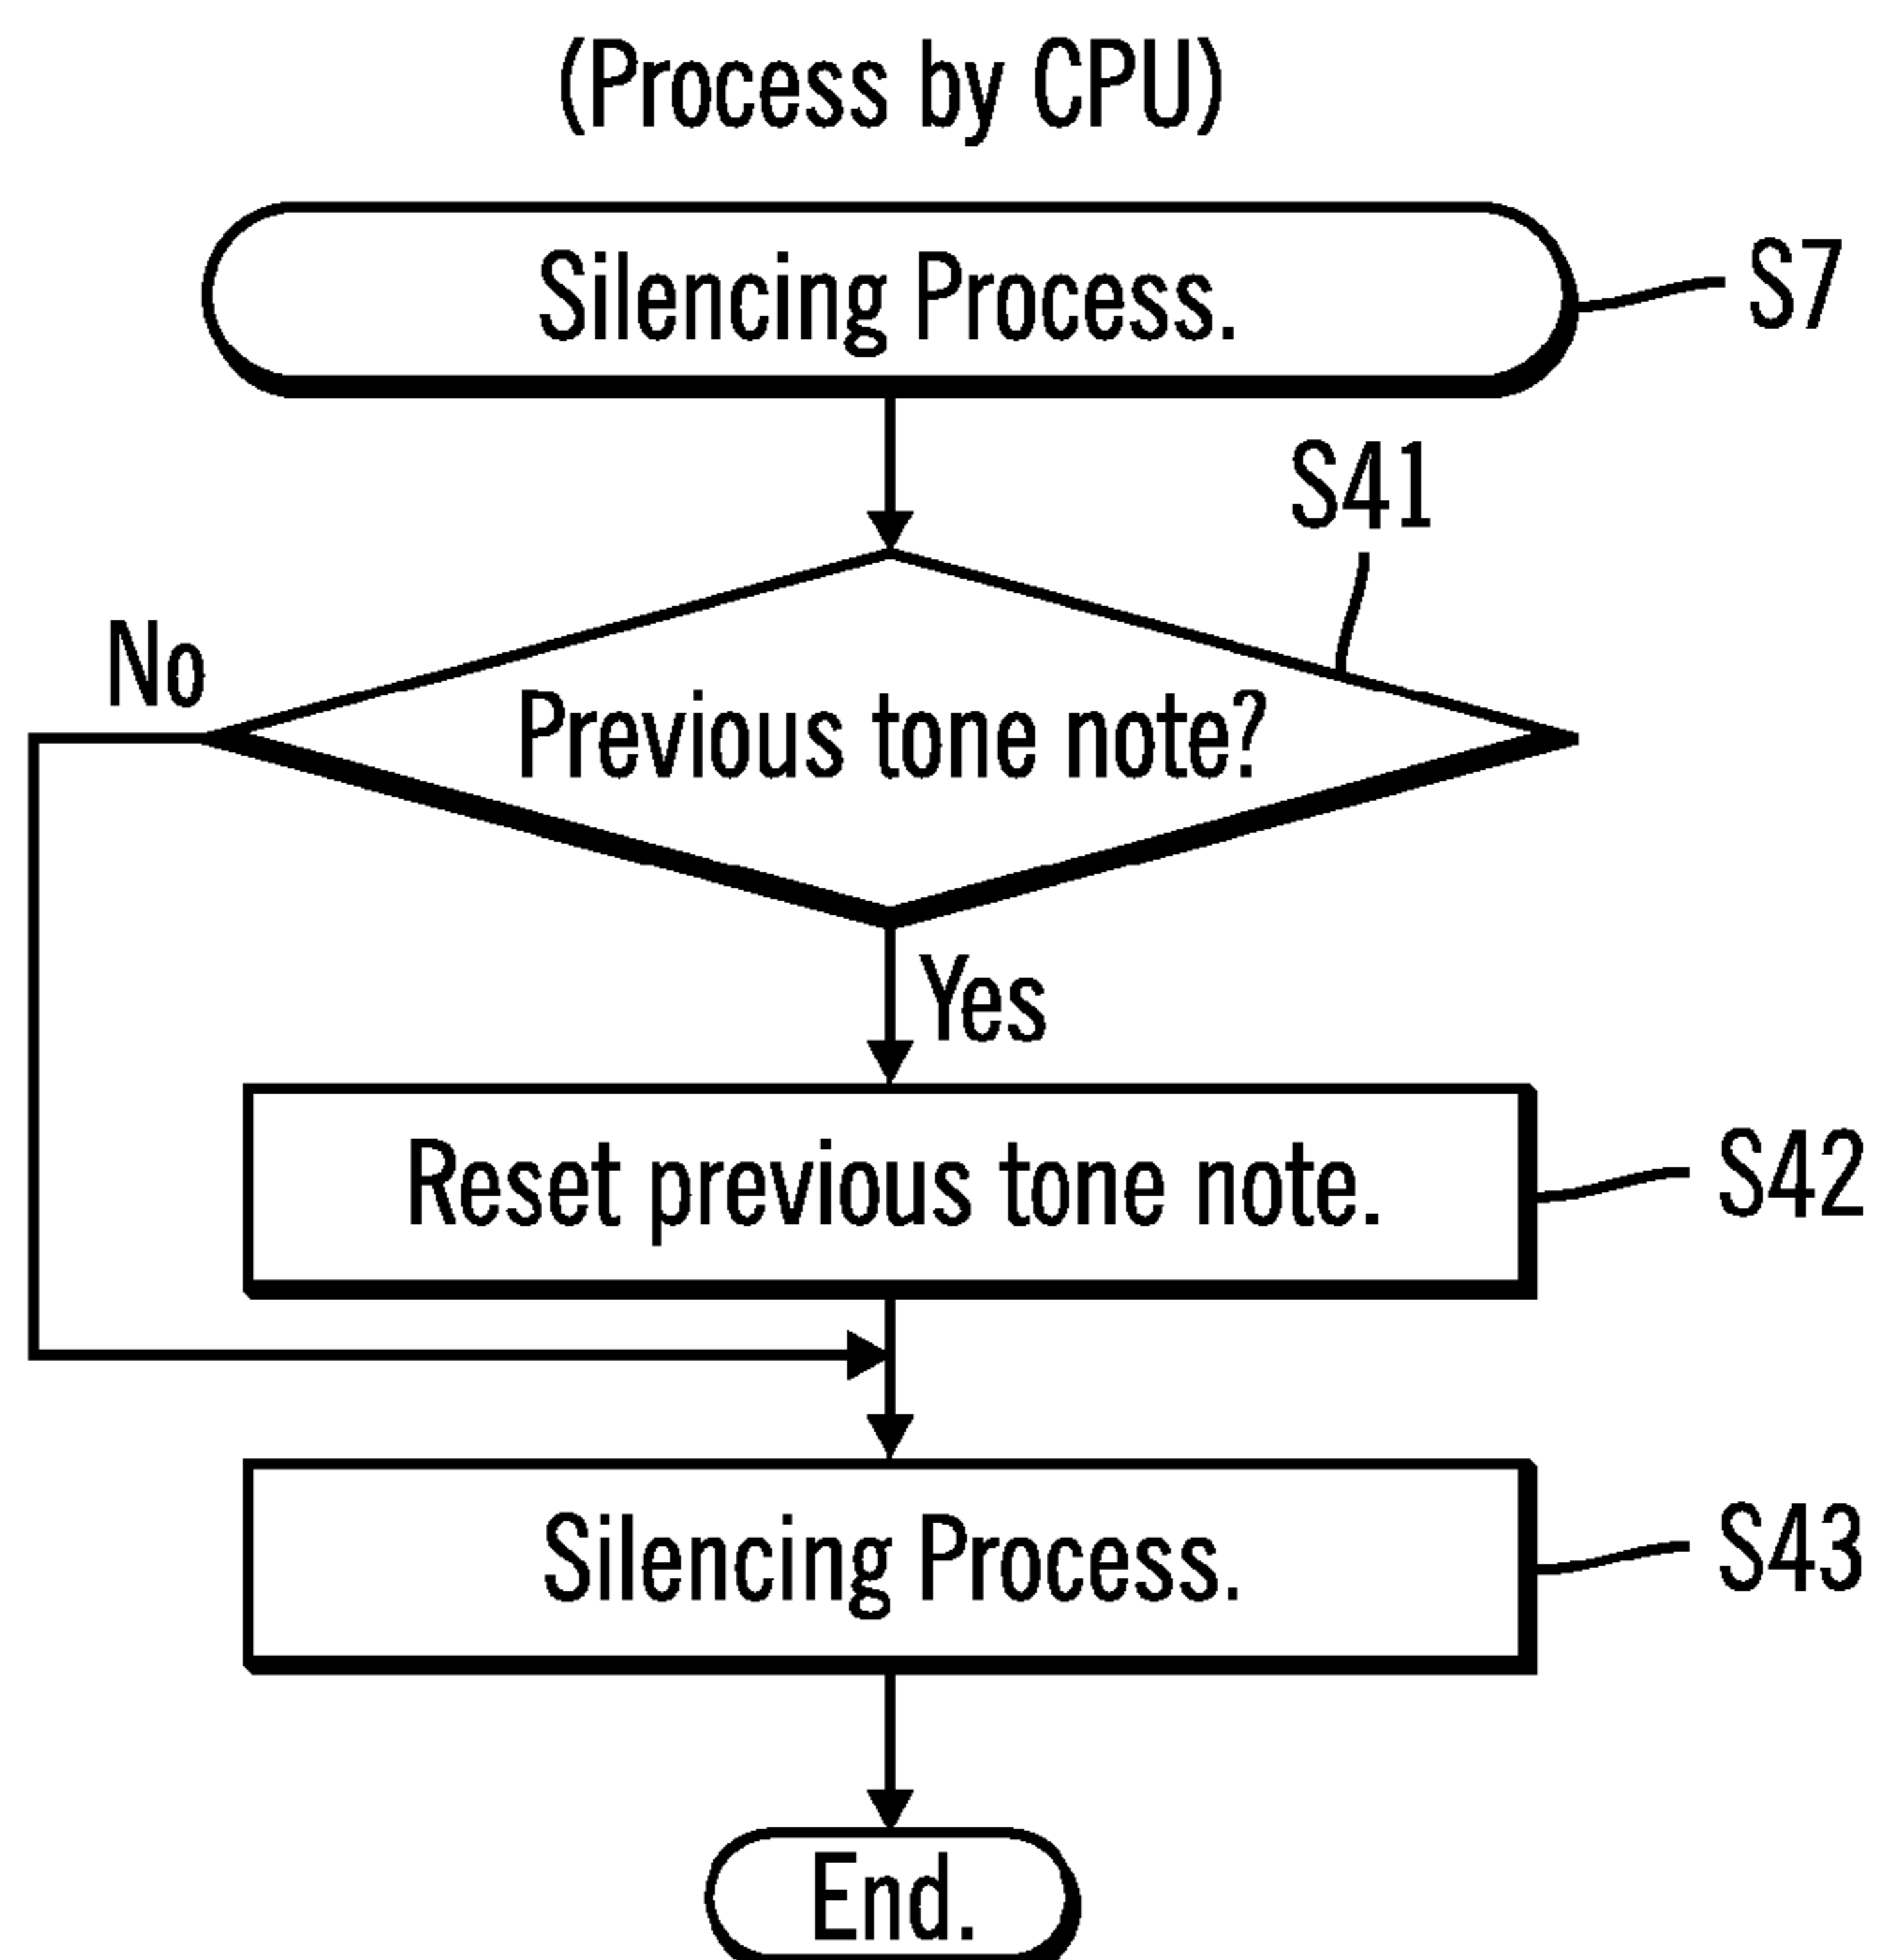 (Process by CPU)
Silencing Process.
S7
S41
No
Previous tone note?
Yes
Reset previous tone note.
S42
Silencing Process.
S43
End.